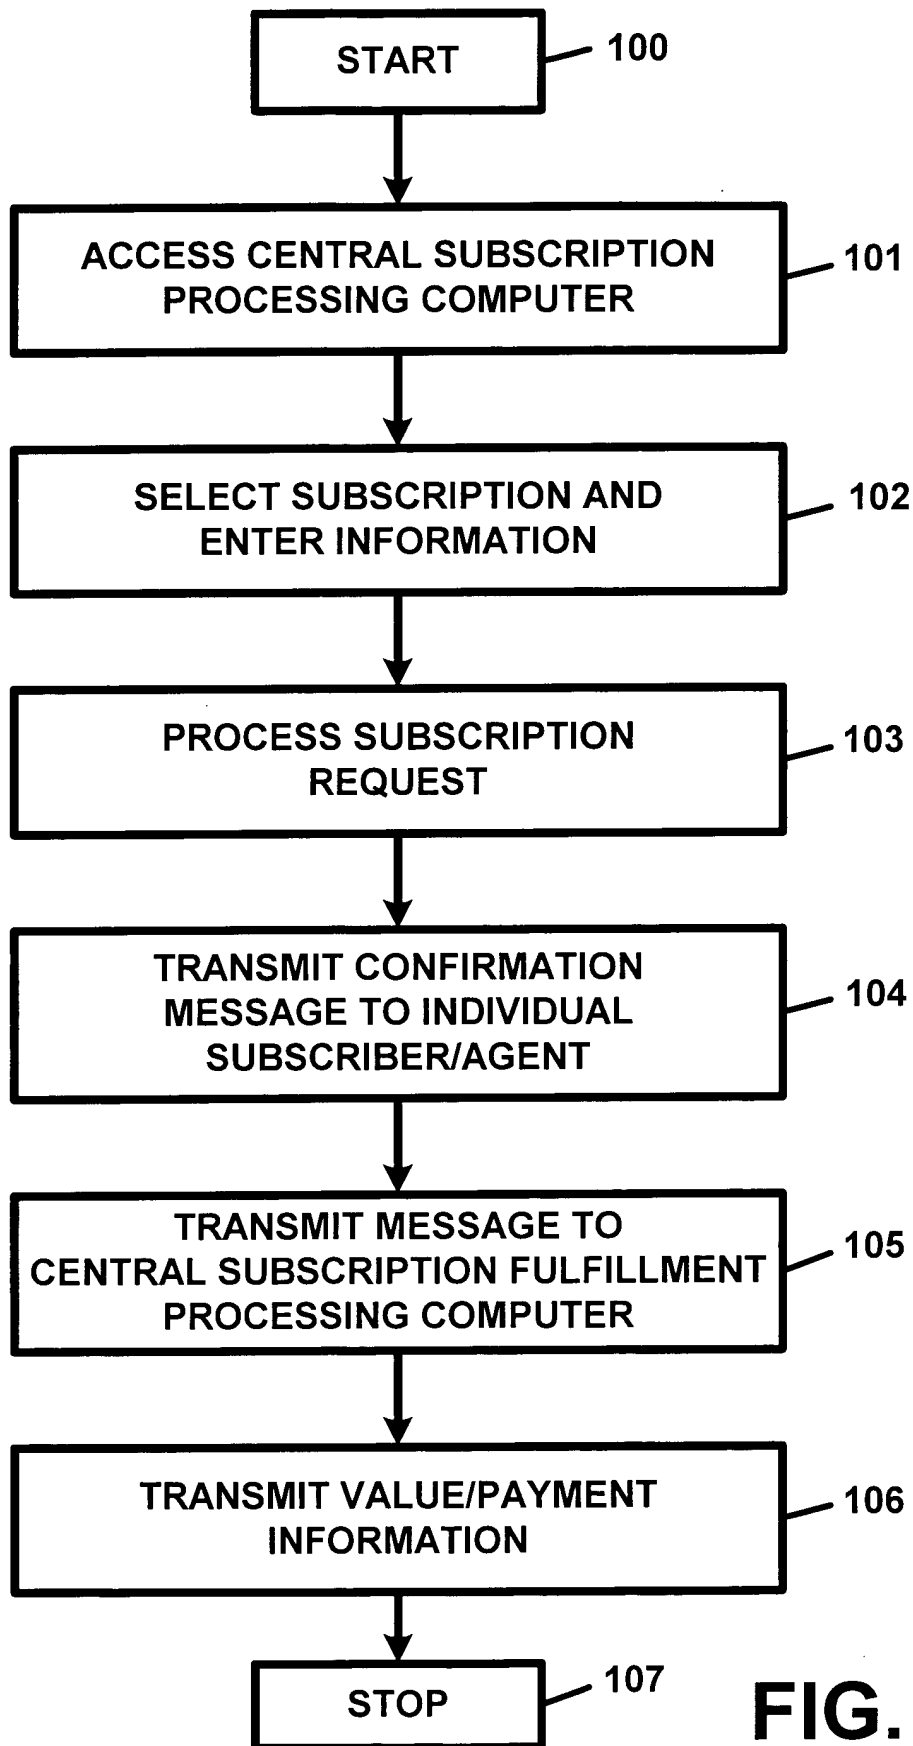 START
100
ACCESS CENTRAL SUBSCRIPTION
PROCESSING COMPUTER
101
SELECT SUBSCRIPTION AND
ENTER INFORMATION
102
PROCESS SUBSCRIPTION
REQUEST
103
TRANSMIT CONFIRMATION
MESSAGE TO INDIVIDUAL
SUBSCRIBER/AGENT
104
TRANSMIT MESSAGE TO
CENTRAL SUBSCRIPTION FULFILLMENT
PROCESSING COMPUTER
105
TRANSMIT VALUE/PAYMENT
INFORMATION
106
STOP
107
FIG.